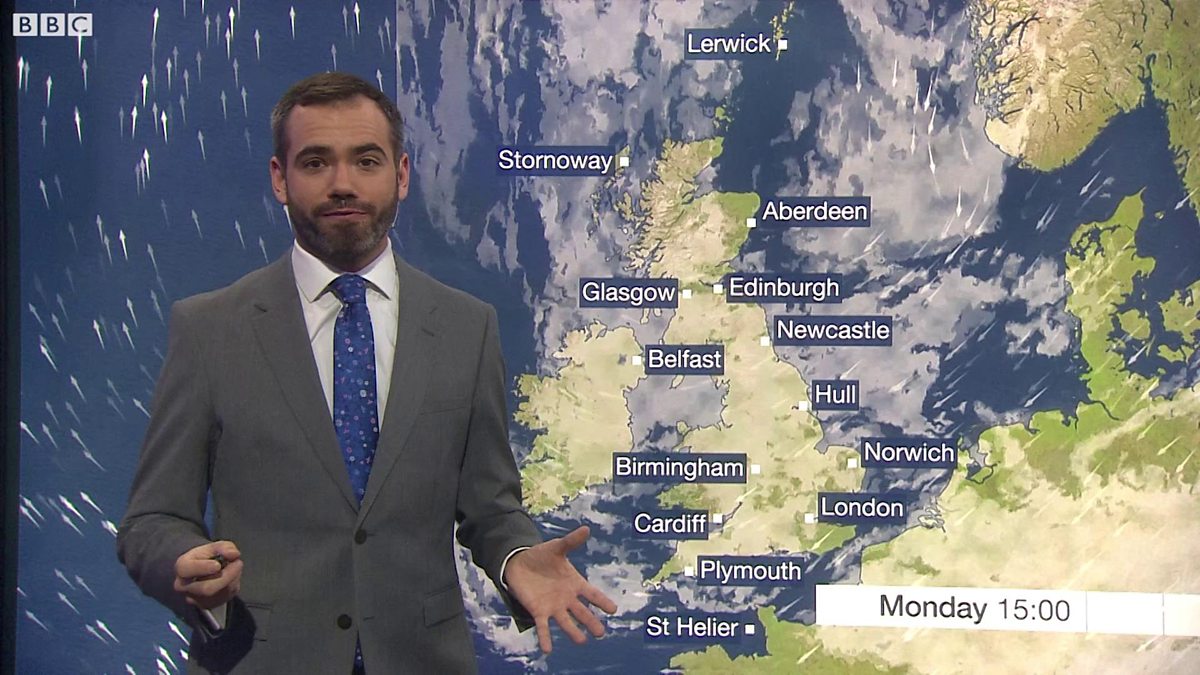 BBC
Lerwick
Stornoway
Aberdeen
Glasgow
Edinburgh
Newcastle
Belfast
Hull
Birmingham
Norwich
Cardiff
London
Plymouth
Monday 15:00
St Helier